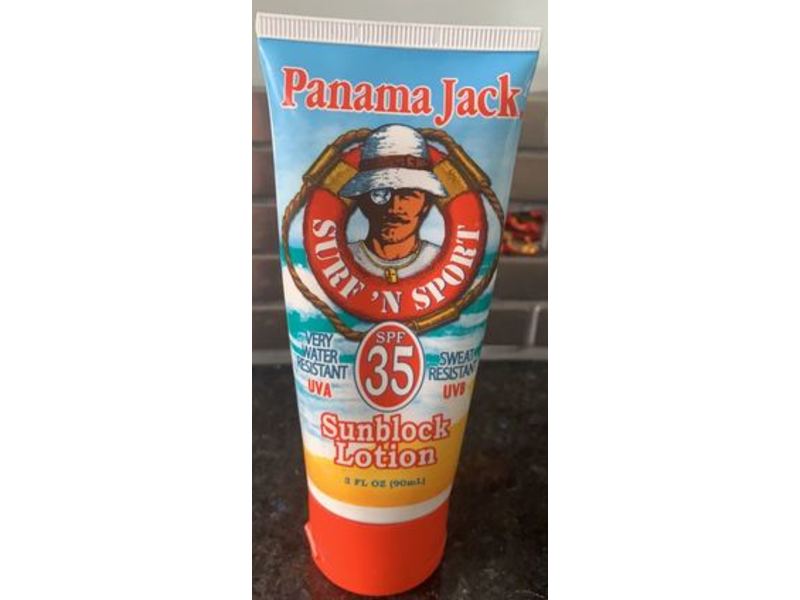 Panama Jack
SURF 'N SPORT
VERY
WATER
RESISTANT
UVA
SPF
35
SWEAT
RESISTANT
UVB
Sunblock
Lotion
3 FL OZ (90mL)